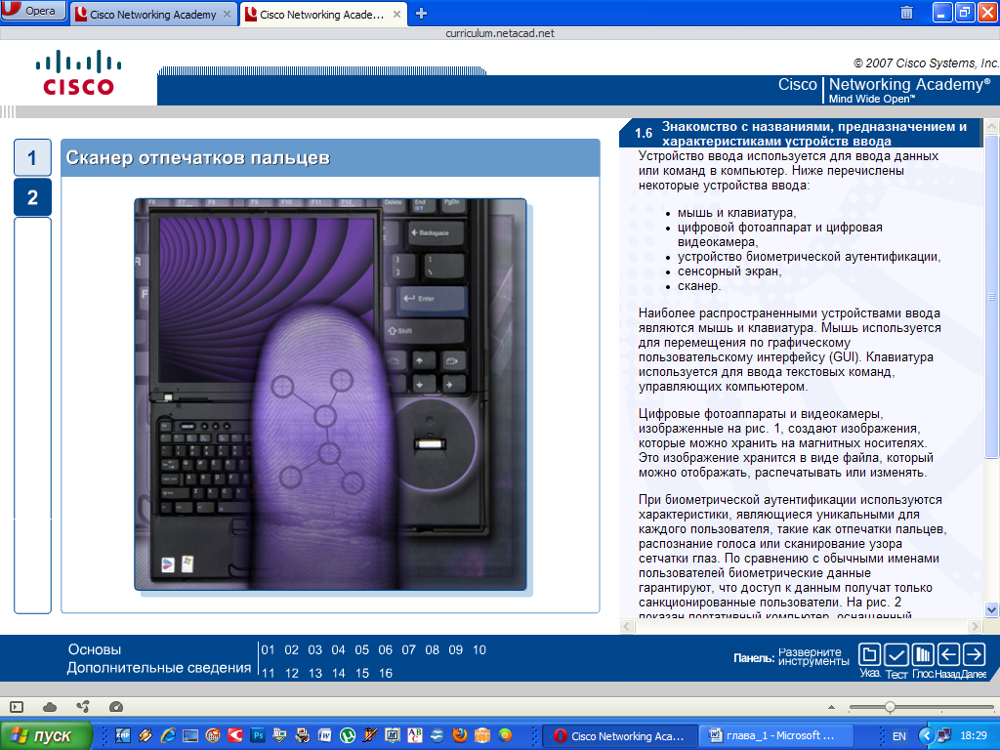 Opera
Cisco Networking Academy
Cisco Networking Acade...
curriculum.netacad.net
CISCO
© 2007 Cisco Systems, Inc.
Cisco Networking Academy®
Mind Wide Open™
1
2
Сканер отпечатков пальцев
F6 F7 F8 F9 F10 F11 F12 Delete End PgDn
Backspace
Enter
Shift
1.6 Знакомство с названиями, предназначением и
характеристиками устройств ввода
Устройство ввода используется для ввода данных
или команд в компьютер. Ниже перечислены
некоторые устройства ввода:
• мышь и клавиатура,
• цифровой фотоаппарат и цифровая
видеокамера,
• устройство биометрической аутентификации,
• сенсорный экран,
• сканер.
Наиболее распространенными устройствами ввода
являются мышь и клавиатура. Мышь используется
для перемещения по графическому
пользовательскому интерфейсу (GUI). Клавиатура
используется для ввода текстовых команд,
управляющих компьютером.
Цифровые фотоаппараты и видеокамеры,
изображенные на рис. 1, создают изображения,
которые можно хранить на магнитных носителях.
Это изображение хранится в виде файла, который
можно отображать, распечатывать или изменять.
При биометрической аутентификации используются
характеристики, являющиеся уникальными для
каждого пользователя, такие как отпечатки пальцев,
распознание голоса или сканирование узора
сетчатки глаз. По сравнению с обычными именами
пользователей биометрические данные
гарантируют, что доступ к данным получат только
санкционированные пользователи. На рис. 2
показан портативный компьютер, оснащенный
Основы
Дополнительные сведения
01 02 03 04 05 06 07 08 09 10
11 12 13 14 15 16
Панель: Разверните
инструменты
Указ. Тест Глос. Назад Далее
пуск
Cisco Networking Aca...
глава_1 - Microsoft ...
EN
18:29